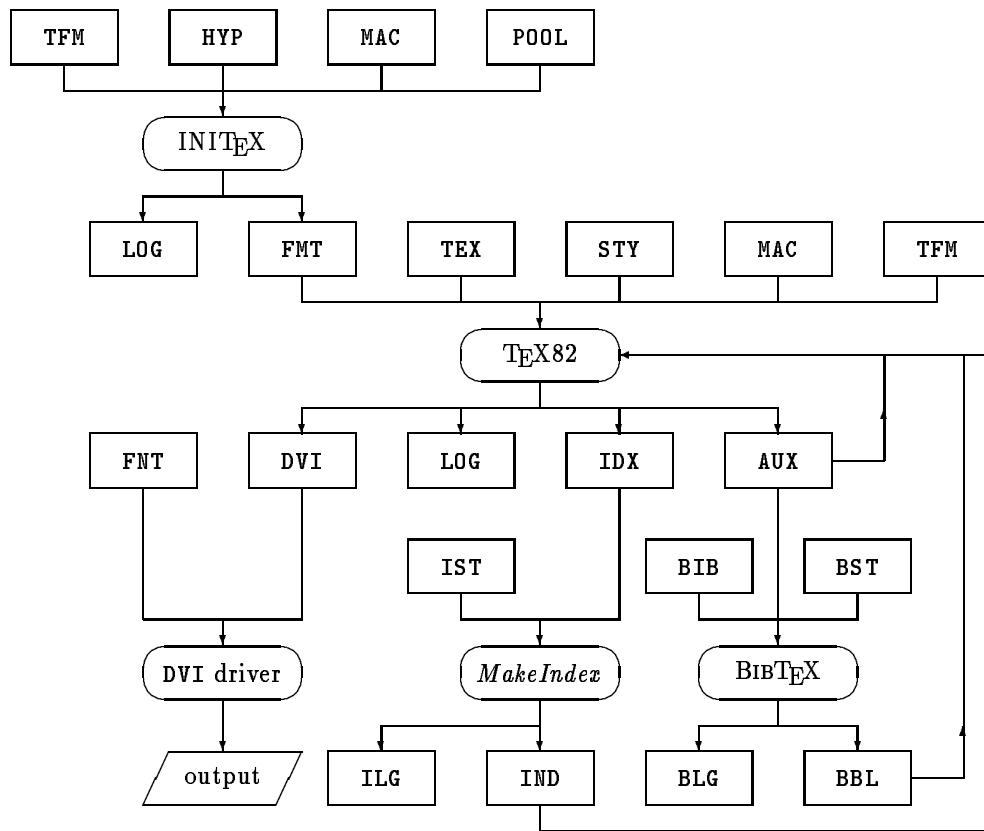 TFM HYP MAC POOL
INITEX
LOG FMT TEX STY MAC TFM
TEX82
FNT DVI LOG IDX AUX
IST BIB BST
DVI driver MakeIndex BIBTEX
output ILG IND BLG BBL